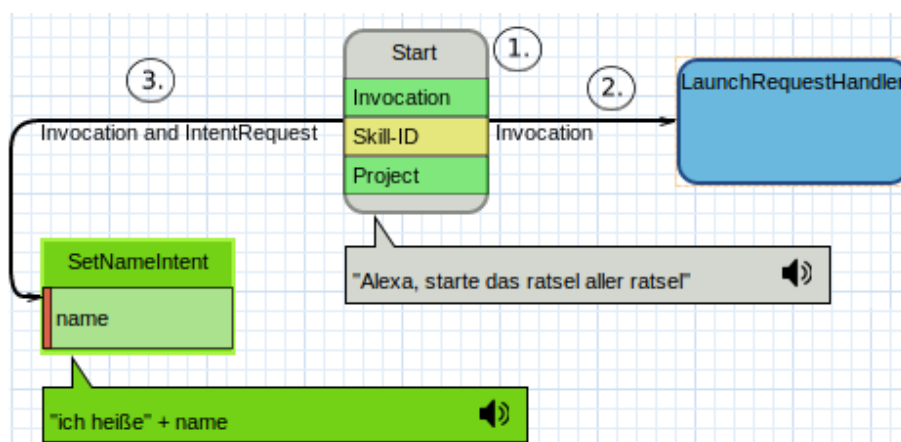 Start
1.
3.
2.
LaunchRequestHandler
Invocation
Invocation and IntentRequest
Skill-ID
Invocation
Project
SetNameIntent
"Alexa, starte das ratsel aller ratsel"
name
"ich heiße" + name